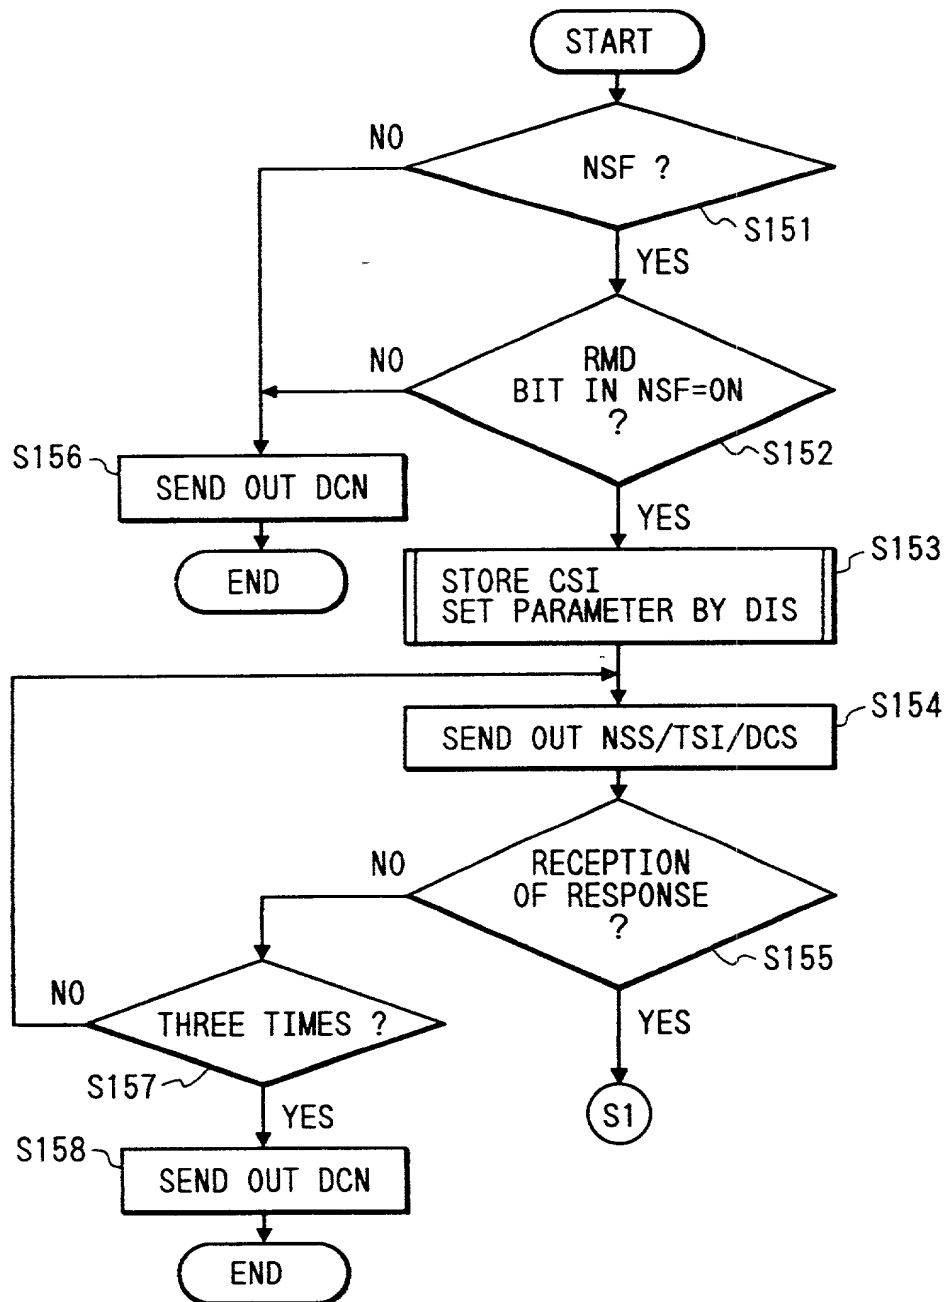 START
NO
NSF ?
S151
YES
NO
RMD
BIT IN NSF=ON
?
S152
S156
SEND OUT DCN
YES
END
S153
STORE CSI
SET PARAMETER BY DIS
S154
SEND OUT NSS/TSI/DCS
NO
RECEPTION
OF RESPONSE
?
S155
NO
THREE TIMES ?
YES
S157
YES
S1
S158
SEND OUT DCN
END